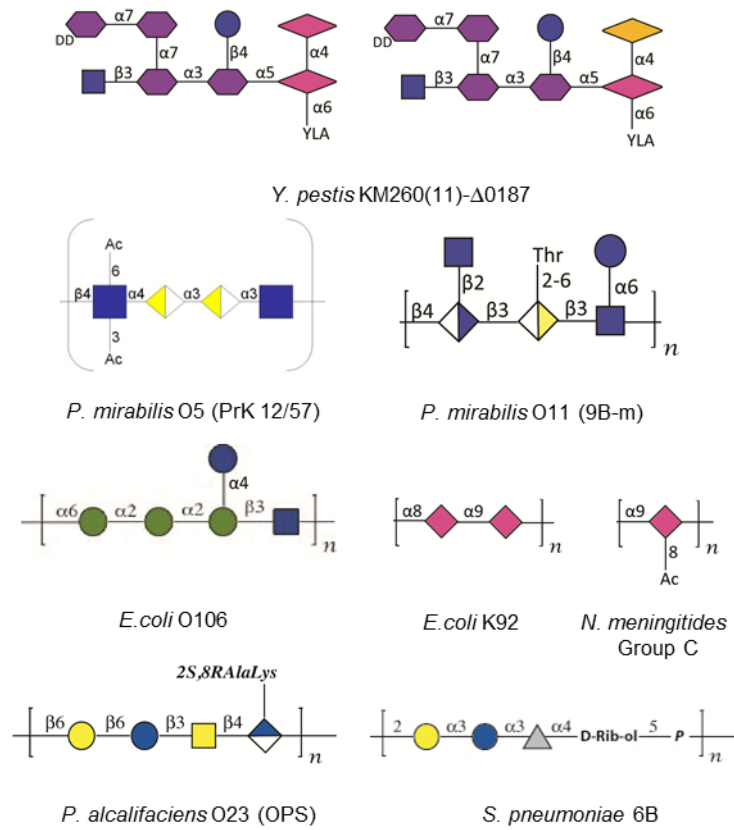 α7 α7
DD DD
α7 β4 α4 α7 β4 α4
β3 α3 α5 β3 α3 α5
α6 α6
YLA YLA
Y. pestis KM260(11)-Δ0187
Ac
6
β4 α4 α3 α3
3
Ac
P. mirabilis O5 (PrK 12/57)
Thr
β2 2-6 α6
β4 β3 β3
n
P. mirabilis O11 (9B-m)
α4
α6 α2 α2 β3
n
E.coli O106
α8 α9
n
E.coli K92
α9
8
n
Ac
N. meningitides
Group C
2S,8RAlaLys
β6 β6 β3 β4
n
P. alcalifaciens O23 (OPS)
2 α3 α3 α4 D-Rib-ol 5 P
n
S. pneumoniae 6B